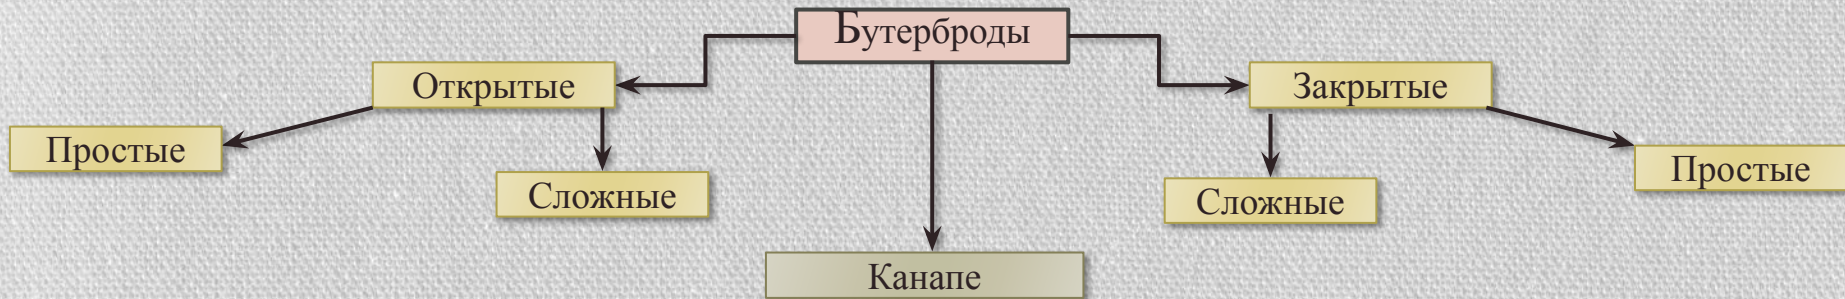 Бутерброды
Открытые
Закрытые
Простые
Сложные
Сложные
Простые
Канапе